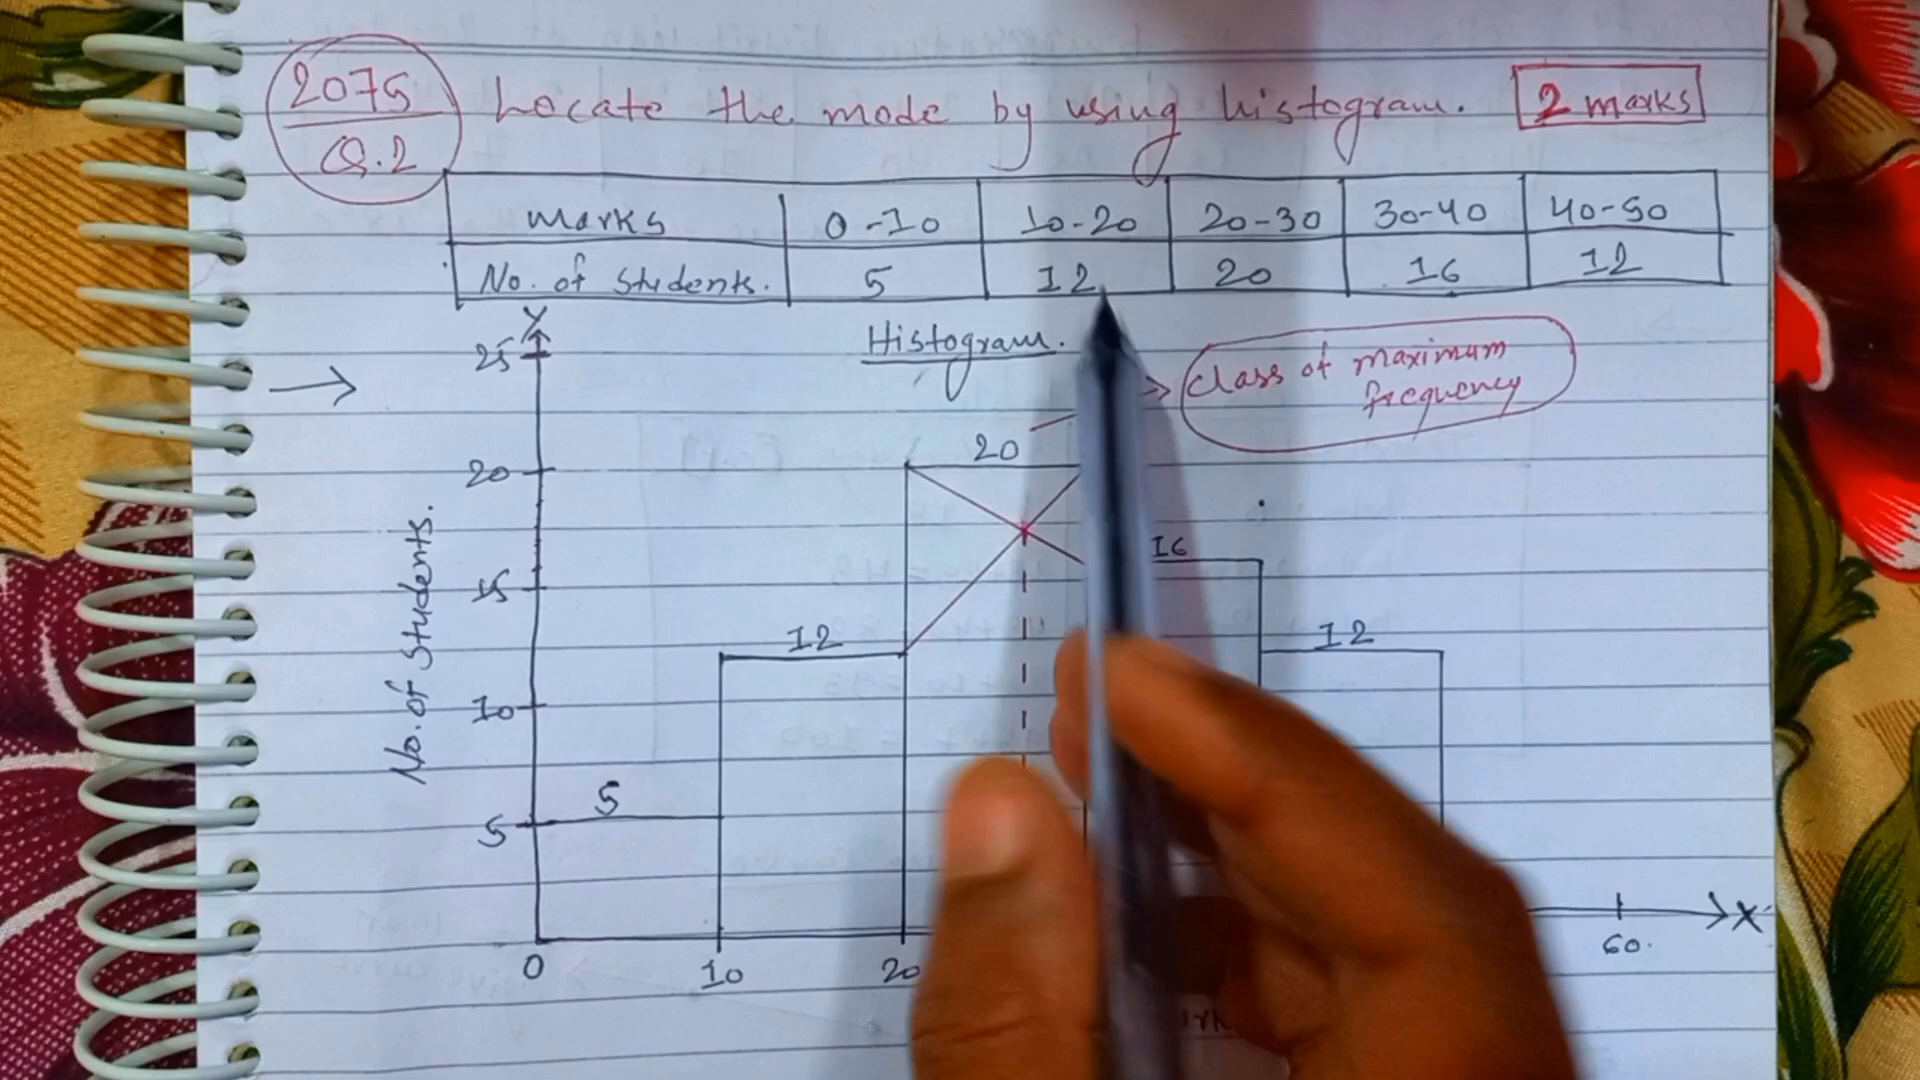 2075
Q.2
Locate the mode by using histogram.
2 marks
Marks 0-10 10-20 20-30 30-40 40-50
No. of Students. 5 12 20 16 12
Y
Histogram.
25
class of maximum
frequency
20
20
16
15
12
12
10
No. of Students.
5
5
X
60.
0 10 20